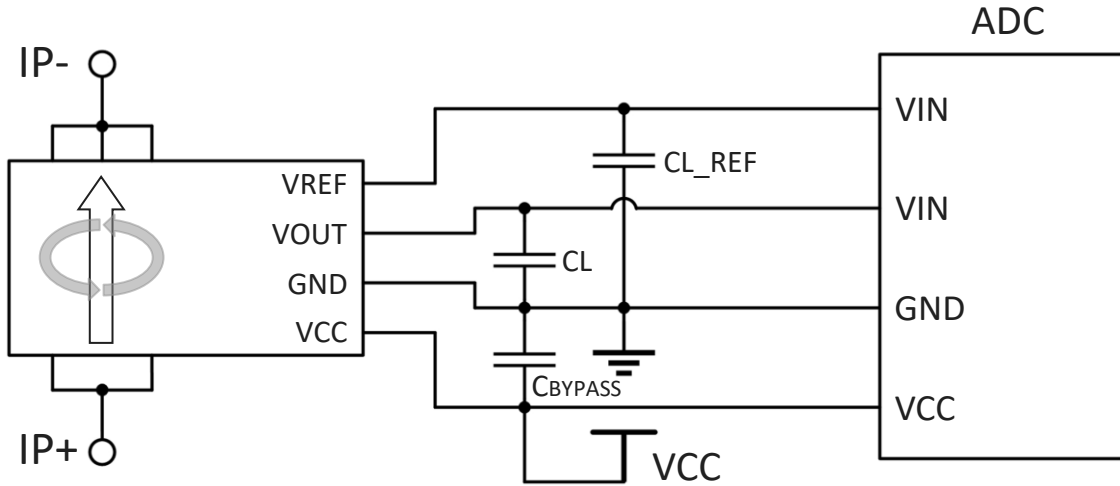 ADC
IP-
VIN
CL_REF
VREF
VIN
VOUT
CL
GND
GND
VCC
CBYPASS
VCC
IP+
VCC